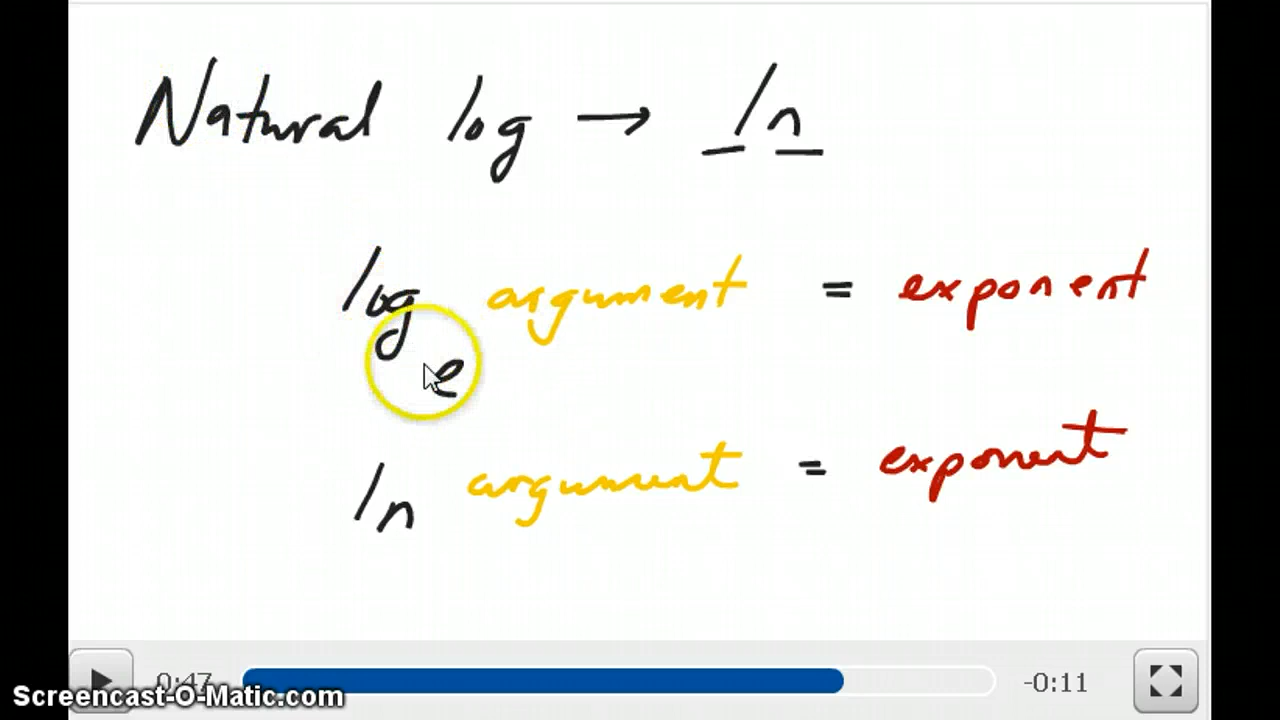 Natural log → ln
log e argument = exponent
ln argument = exponent
0:47 -0:11
Screencast-O-Matic.com